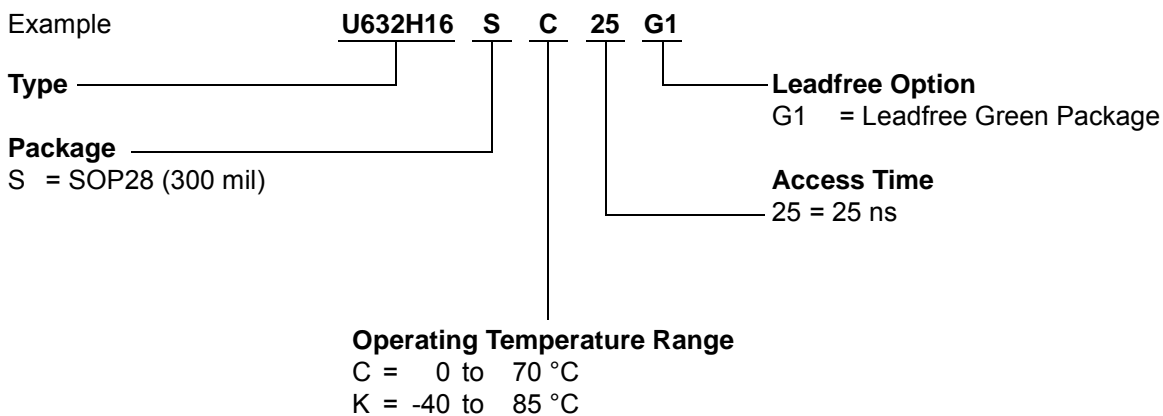 Example U632H16 S C 25 G1
Type
Leadfree Option
G1 = Leadfree Green Package
Package
S = SOP28 (300 mil)
Access Time
25 = 25 ns
Operating Temperature Range
C = 0 to 70 °C
K = -40 to 85 °C